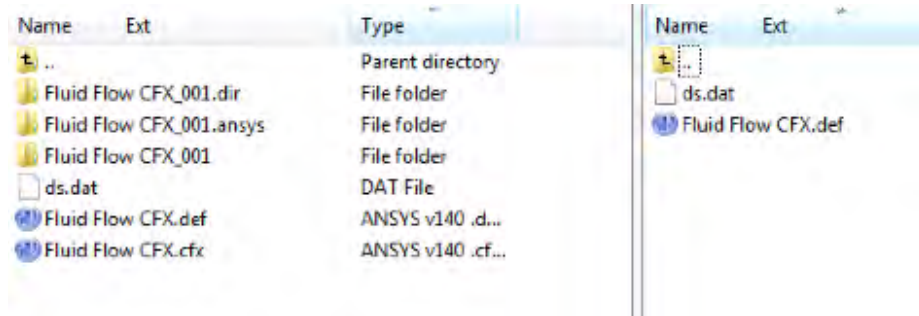 Name Ext Type
.. Parent directory
Fluid Flow CFX_001.dir File folder
Fluid Flow CFX_001.ansys File folder
Fluid Flow CFX_001 File folder
ds.dat DAT File
Fluid Flow CFX.def ANSYS v140 .d...
Fluid Flow CFX.cfx ANSYS v140 .cf...
Name Ext
..
ds.dat
Fluid Flow CFX.def